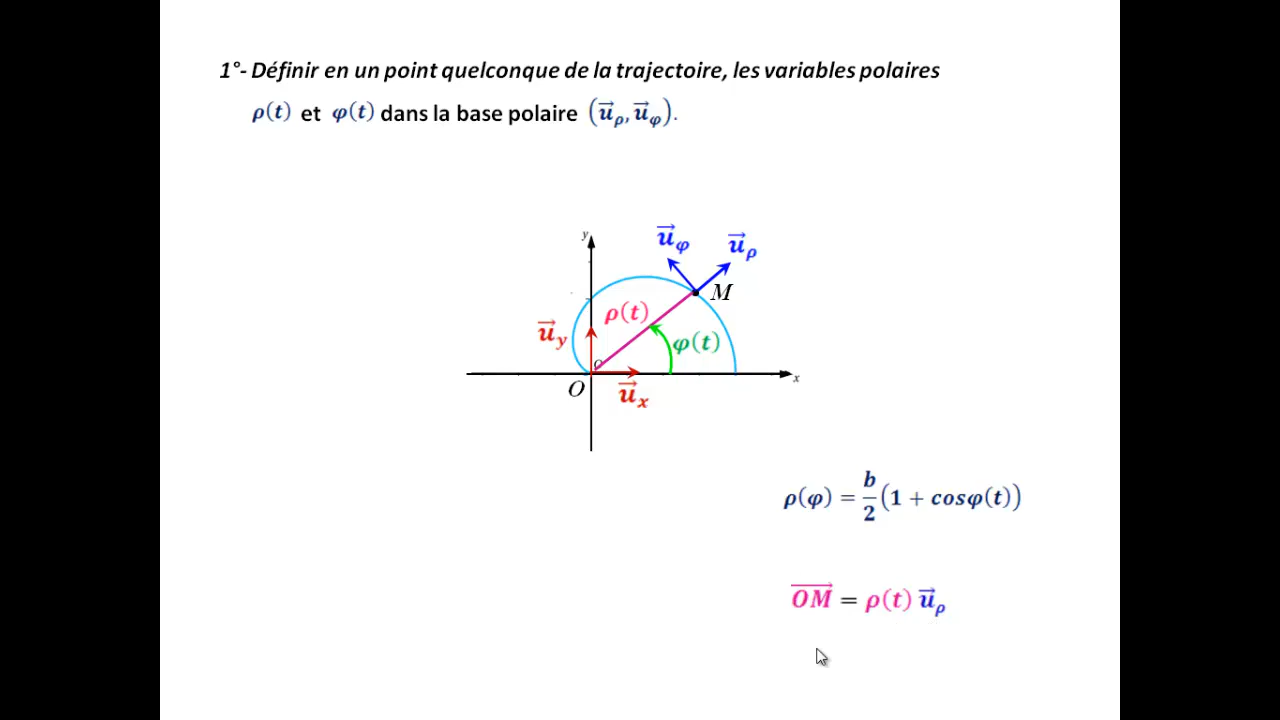 1°- Définir en un point quelconque de la trajectoire, les variables polaires
ρ(t) et φ(t) dans la base polaire (u⃗ρ, u⃗φ).
y
u⃗φ
u⃗ρ
M
ρ(t)
u⃗y
φ(t)
O
x
O
u⃗x
ρ(φ) = b/2 (1 + cosφ(t))
OM⃗ = ρ(t) u⃗ρ